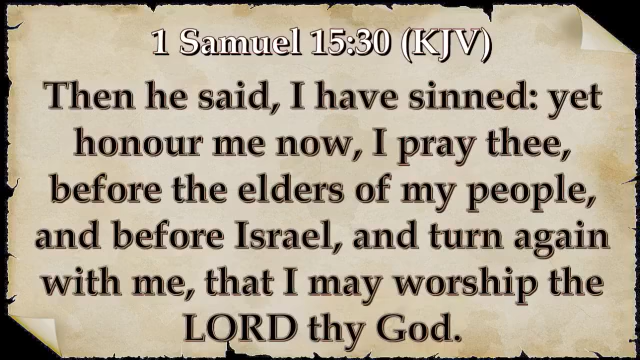 1 Samuel 15:30 (KJV)
Then he said, I have sinned: yet
honour me now, I pray thee,
before the elders of my people,
and before Israel, and turn again
with me, that I may worship the
LORD thy God.